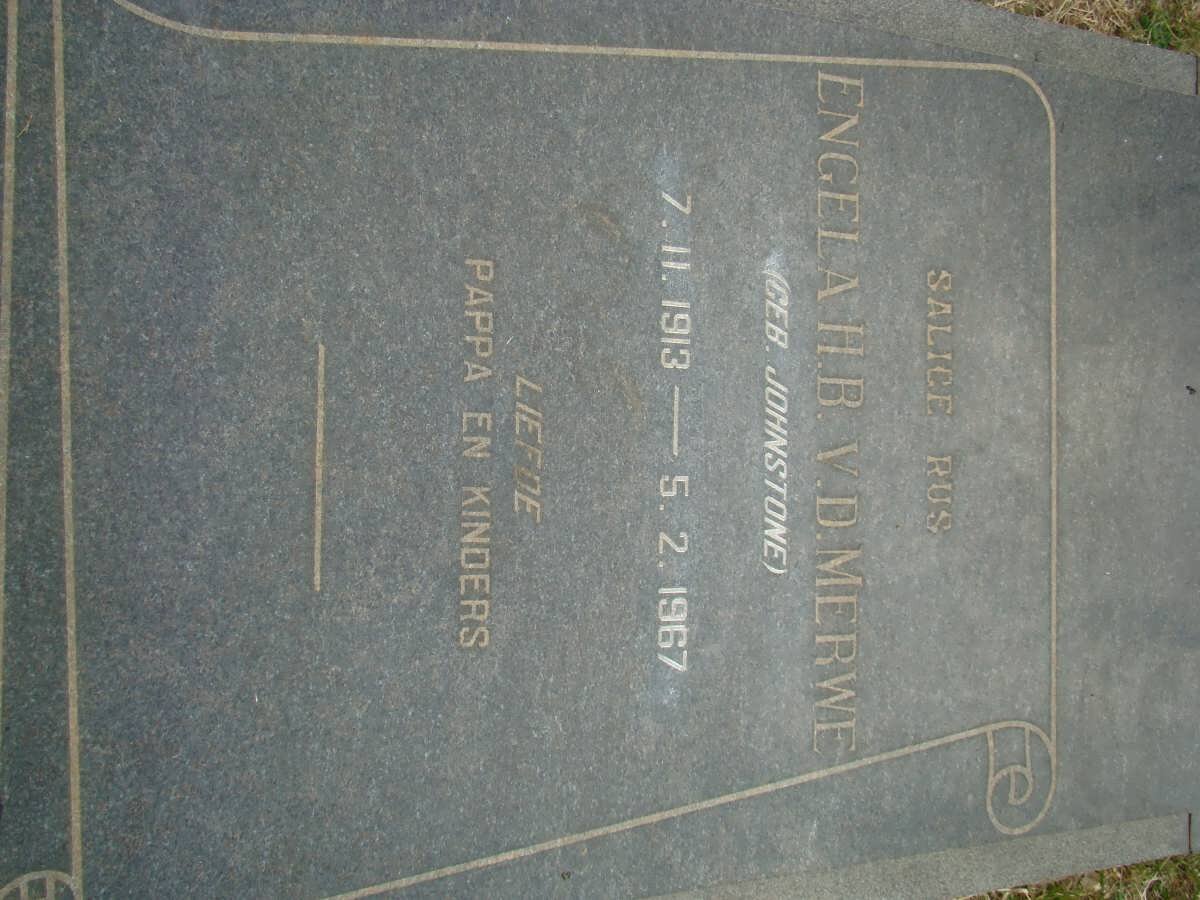 SALIGE RUS
ENGELA H.B. V.D. MERWE
(GEB. JOHNSTONE)
7. 11. 1913 — 5. 2. 1967
LIEFDE
PAPPA EN KINDERS